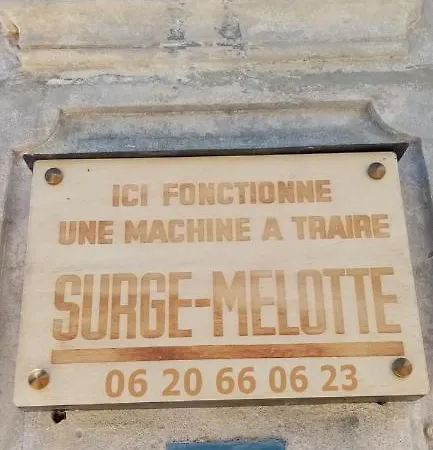 ICI FONCTIONNE
UNE MACHINE A TRAIRE
SURGE-MELOTTE
06 20 66 06 23